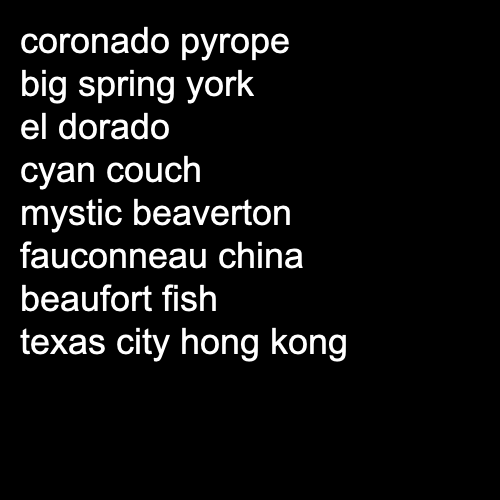 coronado pyrope
big spring york
el dorado
cyan couch
mystic beaverton
fauconneau china
beaufort fish
texas city hong kong